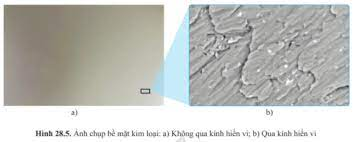 a)
b)
Hình 28.5. Ảnh chụp bề mặt kim loại: a) Không qua kính hiển vi; b) Qua kính hiển vi